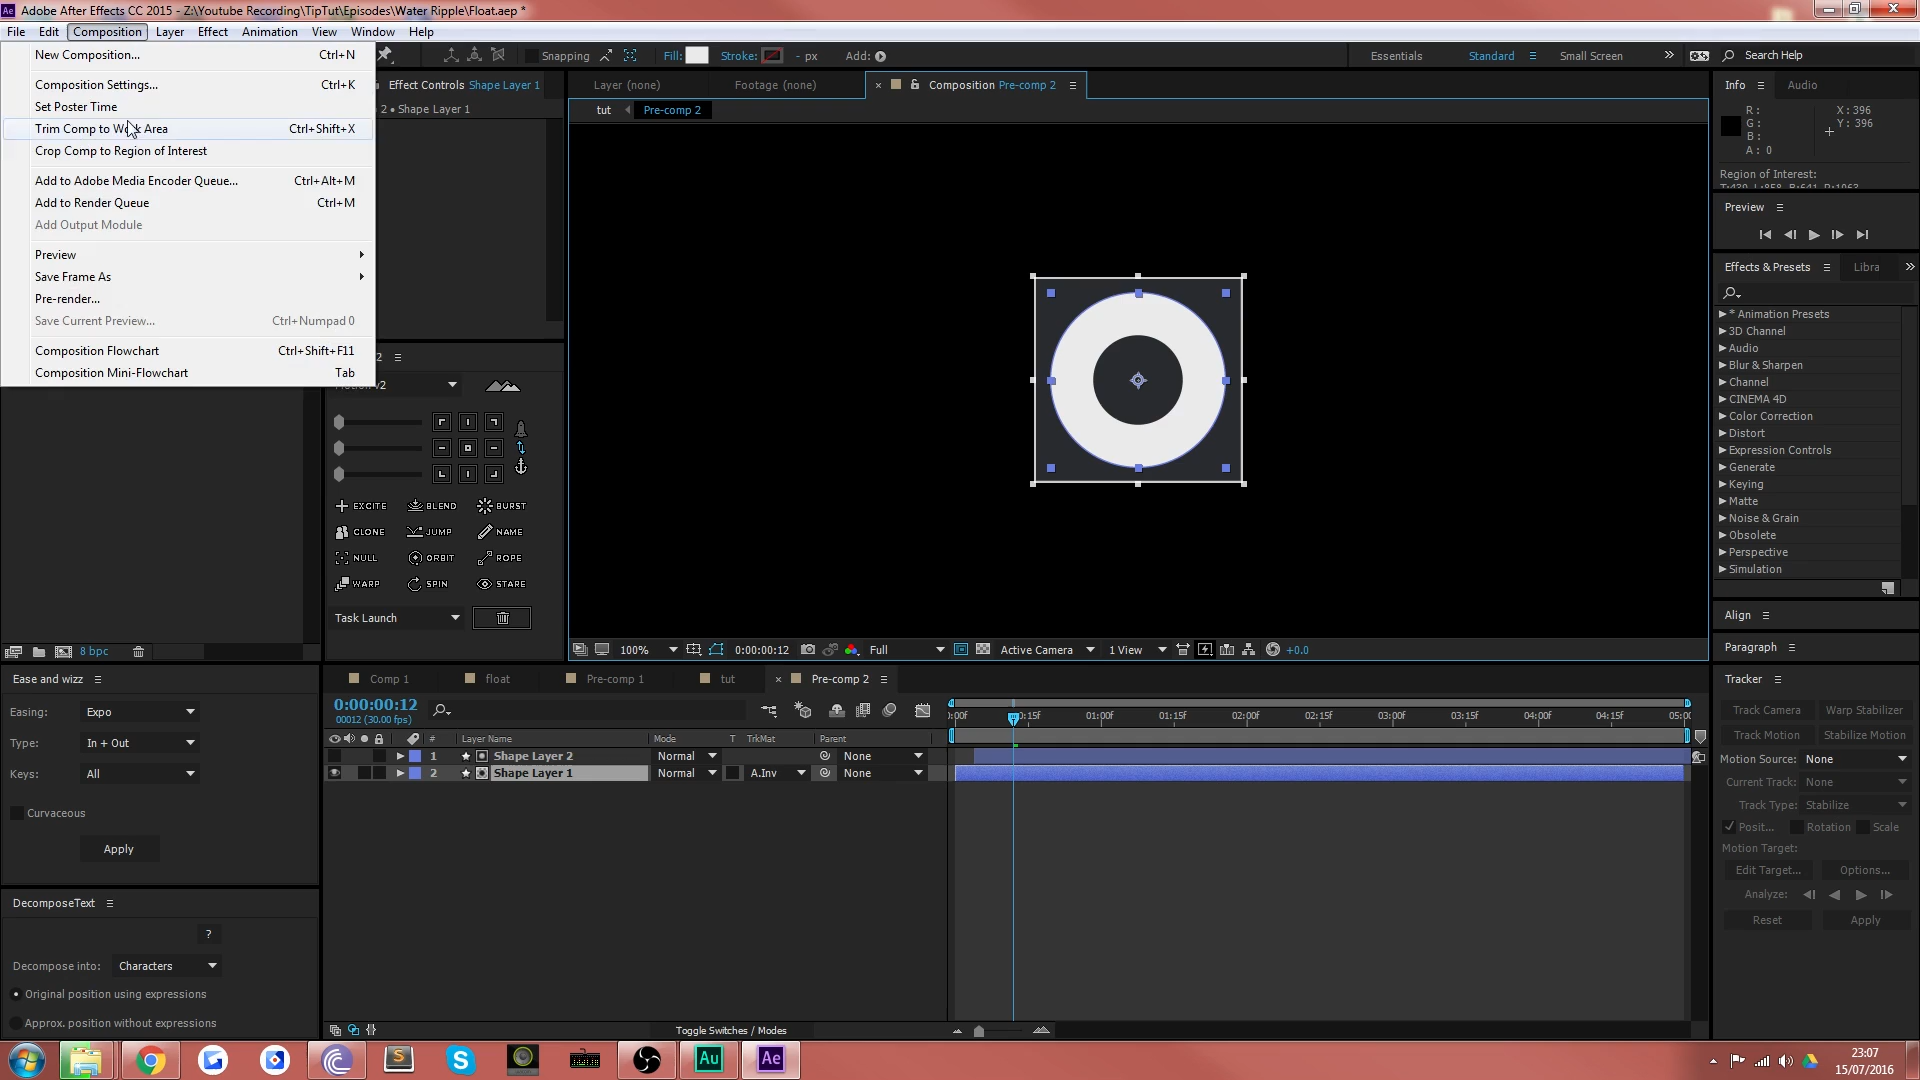 Adobe After Effects CC 2015 - Z:\Youtube Recording\TipTut\Episodes\Water Ripple\Float.aep *
File Edit Composition Layer Effect Animation View Window Help
New Composition... Ctrl+N
Composition Settings... Ctrl+K
Set Poster Time
Trim Comp to Work Area Ctrl+Shift+X
Crop Comp to Region of Interest
Add to Adobe Media Encoder Queue... Ctrl+Alt+M
Add to Render Queue Ctrl+M
Add Output Module
Preview
Save Frame As
Pre-render...
Save Current Preview... Ctrl+Numpad 0
Composition Flowchart Ctrl+Shift+F11
Composition Mini-Flowchart Tab
Snapping Fill: Stroke: - px Add:
Essentials Standard Small Screen Search Help
Effect Controls Shape Layer 1
2 • Shape Layer 1
Layer (none) Footage (none) Composition Pre-comp 2
tut Pre-comp 2
Info Audio
R: X: 396
G: Y: 396
B:
A: 0
Region of Interest:
Preview
Effects & Presets Libra
* Animation Presets
3D Channel
Audio
Blur & Sharpen
Channel
CINEMA 4D
Color Correction
Distort
Expression Controls
Generate
Keying
Matte
Noise & Grain
Obsolete
Perspective
Simulation
Align
Paragraph
Tracker
Track Camera Warp Stabilizer
Track Motion Stabilize Motion
Motion Source: None
Current Track: None
Track Type: Stabilize
Posit... Rotation Scale
Motion Target:
Edit Target... Options...
Analyze:
Reset Apply
2
EXCITE BLEND BURST
CLONE JUMP NAME
NULL ORBIT ROPE
WARP SPIN STARE
Task Launch
8 bpc
100% 0:00:00:12 Full Active Camera 1 View +0.0
Ease and wizz
Easing: Expo
Type: In + Out
Keys: All
Curvaceous
Apply
DecomposeText
?
Decompose into: Characters
Original position using expressions
Approx. position without expressions
Comp 1 float Pre-comp 1 tut Pre-comp 2
0:00:00:12
00012 (30.00 fps)
# Layer Name Mode T TrkMat Parent
1 Shape Layer 2 Normal None
2 Shape Layer 1 Normal A.Inv None
:00f 15f 01:00f 01:15f 02:00f 02:15f 03:00f 03:15f 04:00f 04:15f 05:00
Toggle Switches / Modes
Au Ae
23:07
15/07/2016